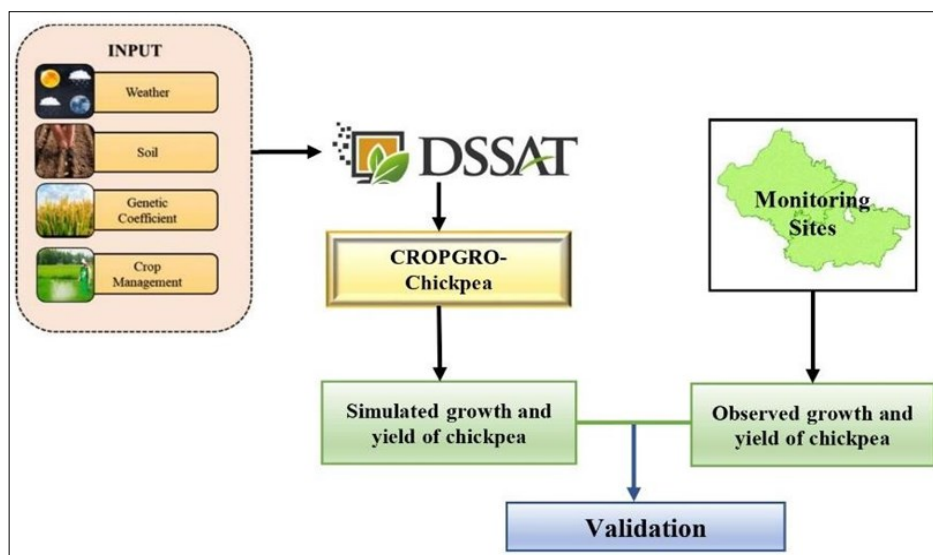 INPUT
Weather
Soil
Genetic
Coefficient
Crop
Management
DSSAT
CROPGRO-
Chickpea
Monitoring
Sites
Simulated growth and
yield of chickpea
Observed growth and
yield of chickpea
Validation